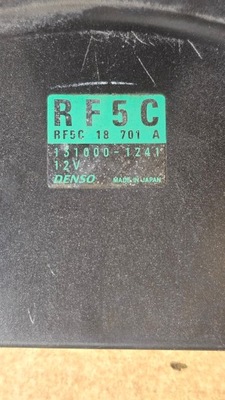 RF5C
RF5C 18 701 A
131000-1241
12V
DENSO MADE IN JAPAN